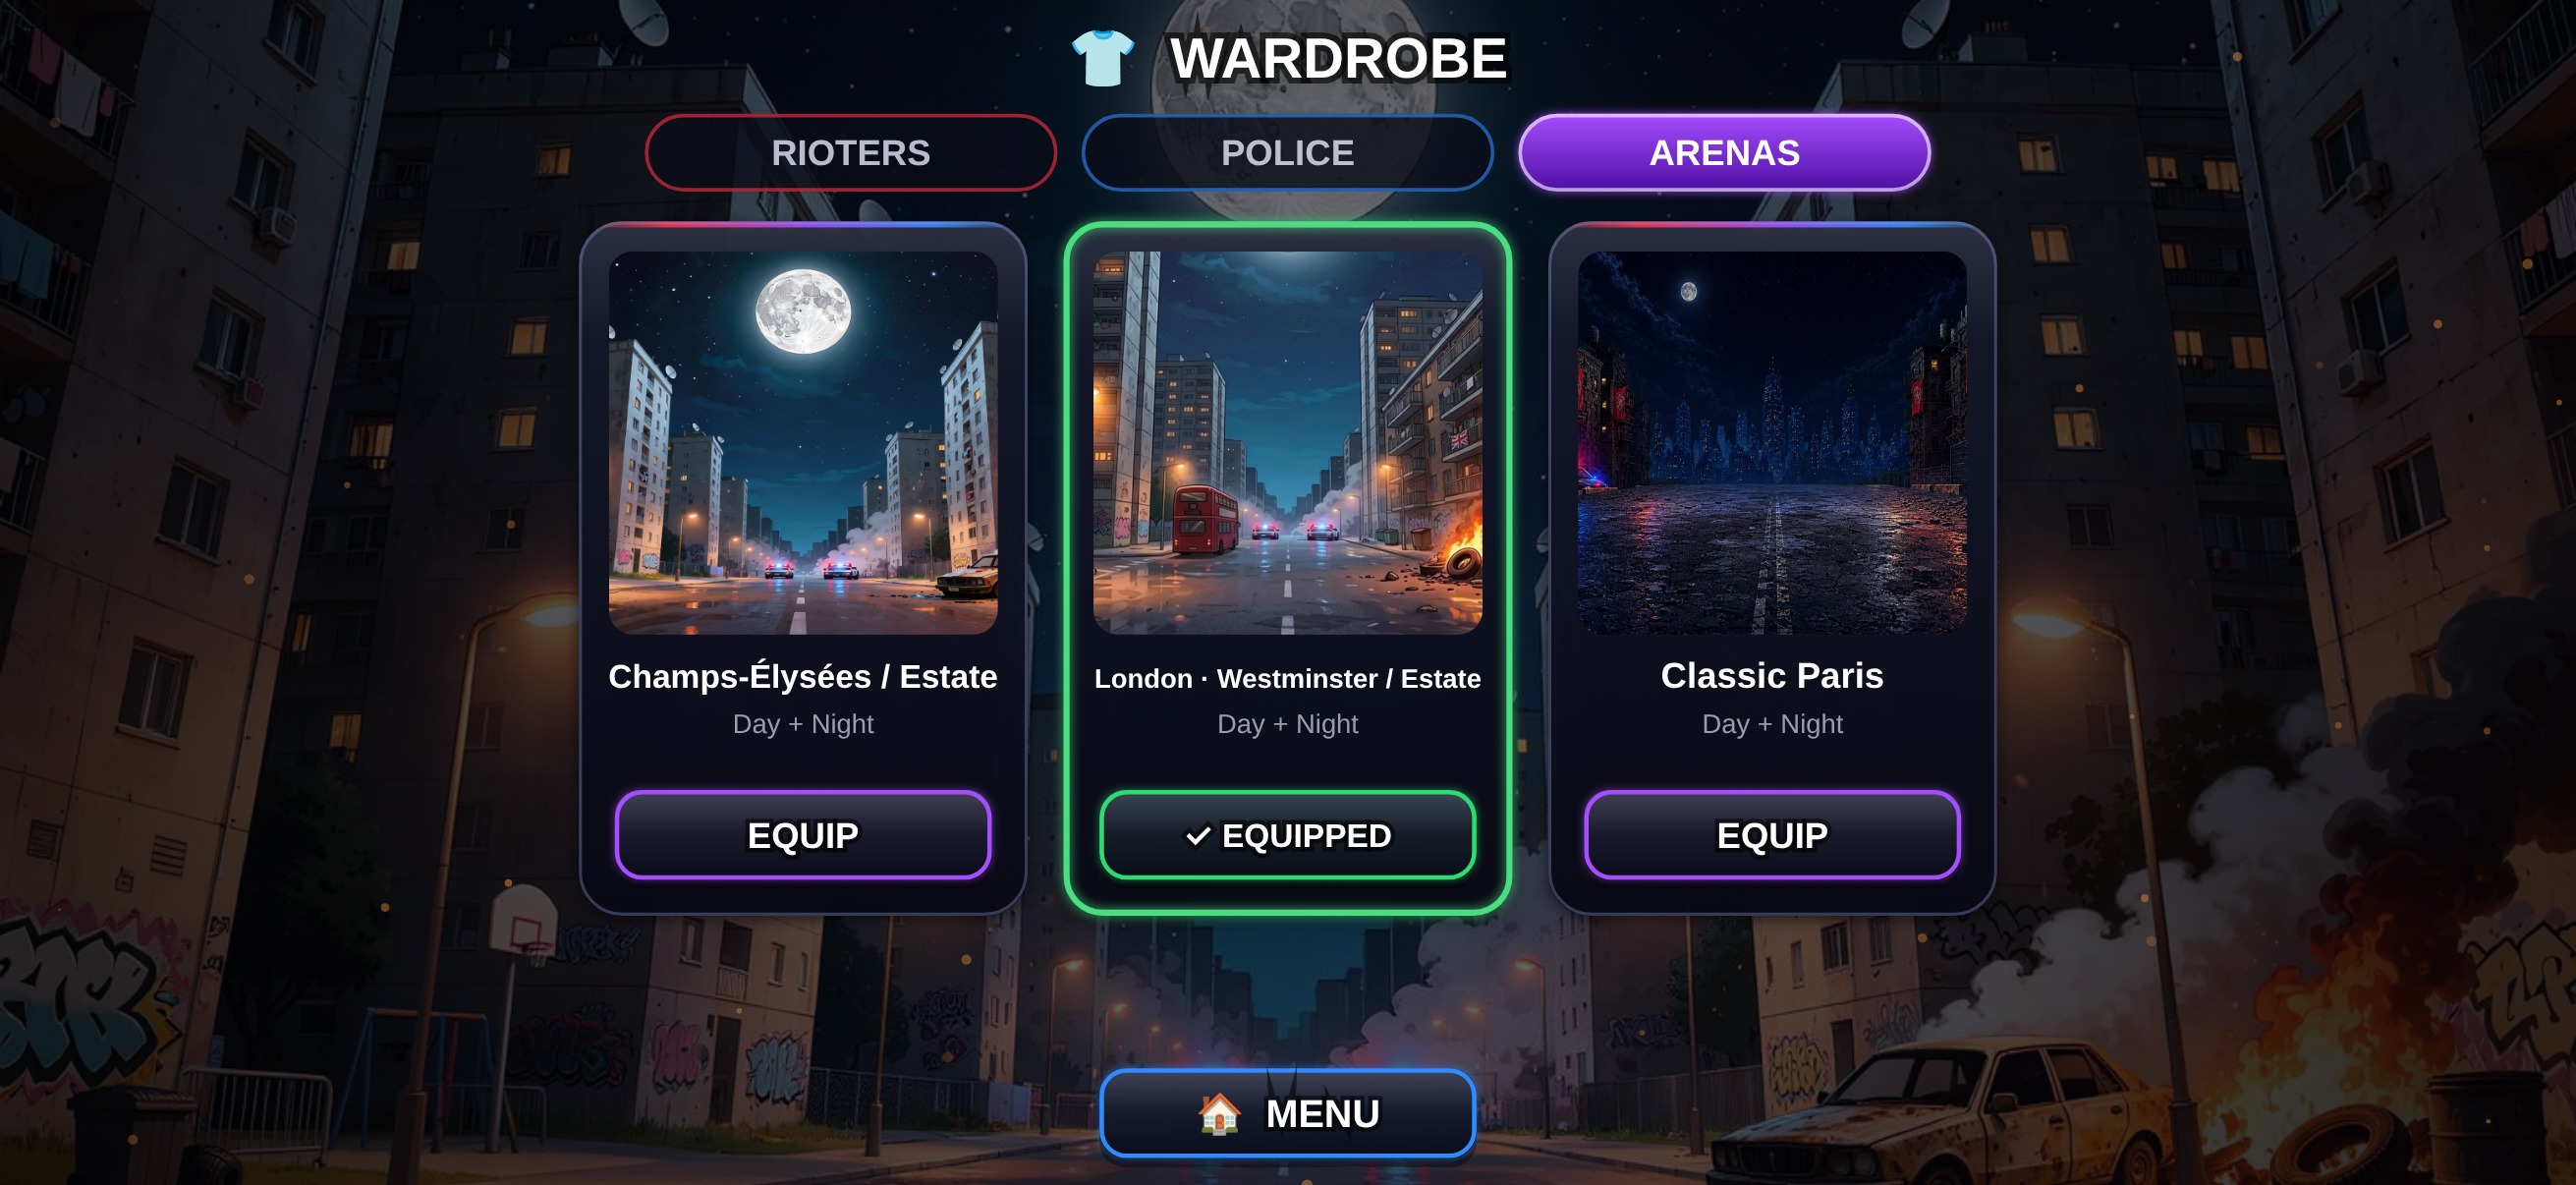 WARDROBE
RIOTERS
POLICE
ARENAS
Champs-Élysées / Estate
Day + Night
EQUIP
London · Westminster / Estate
Day + Night
✓ EQUIPPED
Classic Paris
Day + Night
EQUIP
MENU